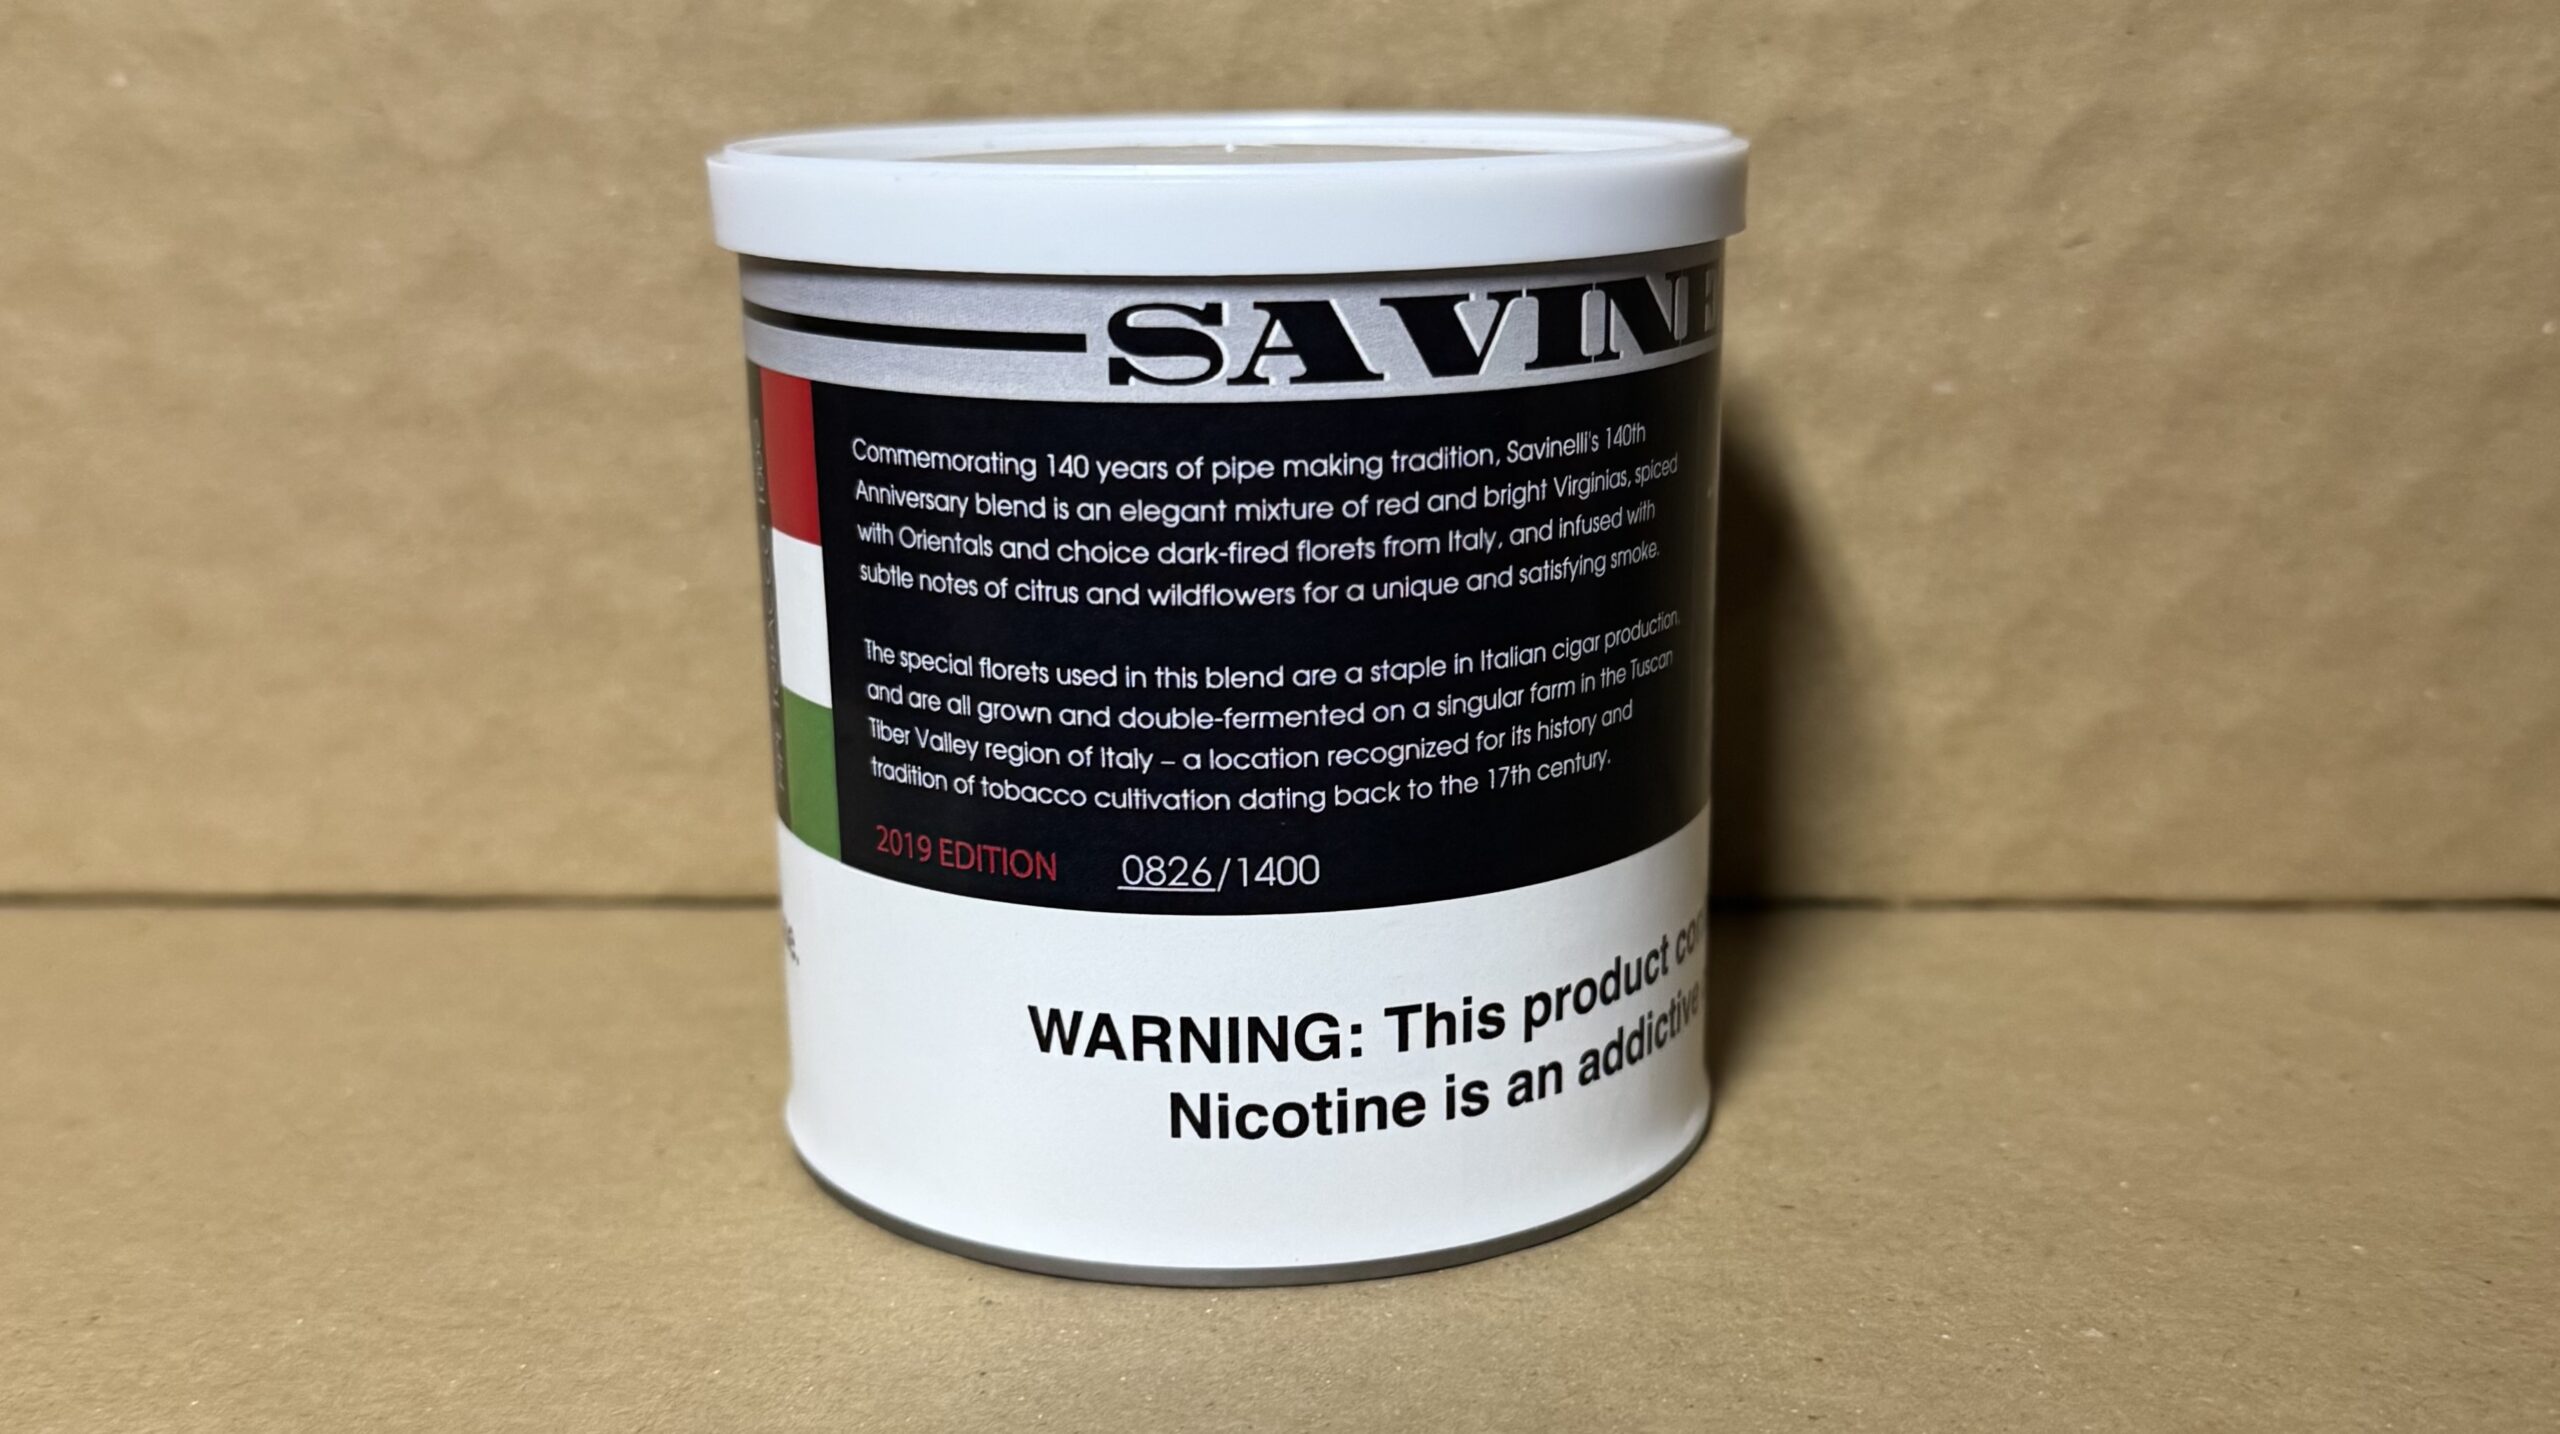 SAVINE
Commemorating 140 years of pipe making tradition, Savinelli's 140th
Anniversary blend is an elegant mixture of red and bright Virginias, spiced
with Orientals and choice dark-fired florets from Italy, and infused with
subtle notes of citrus and wildflowers for a unique and satisfying smoke.
The special florets used in this blend are a staple in Italian cigar production,
and are all grown and double-fermented on a singular farm in the Tuscan
Tiber Valley region of Italy – a location recognized for its history and
tradition of tobacco cultivation dating back to the 17th century.
2019 EDITION 0826/1400
WARNING: This product
Nicotine is an addictive